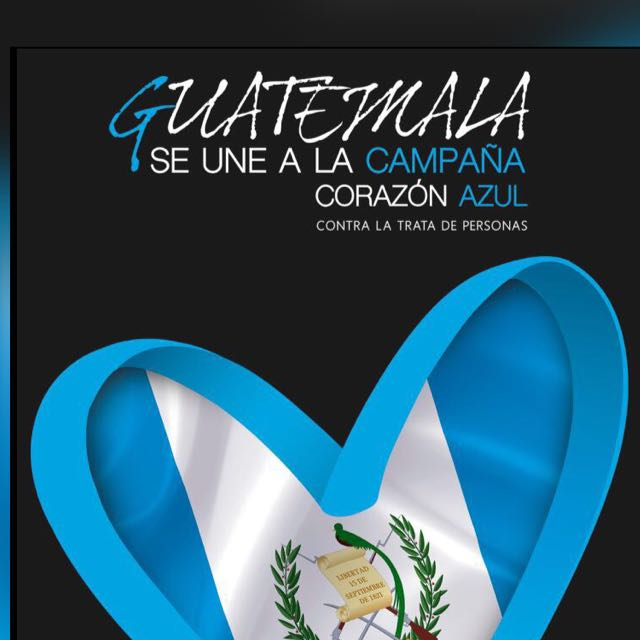 GUATEMALA
SE UNE A LA CAMPAÑA
CORAZÓN AZUL
CONTRA LA TRATA DE PERSONAS
LIBERTAD
15 DE
SEPTIEMBRE
DE 1821